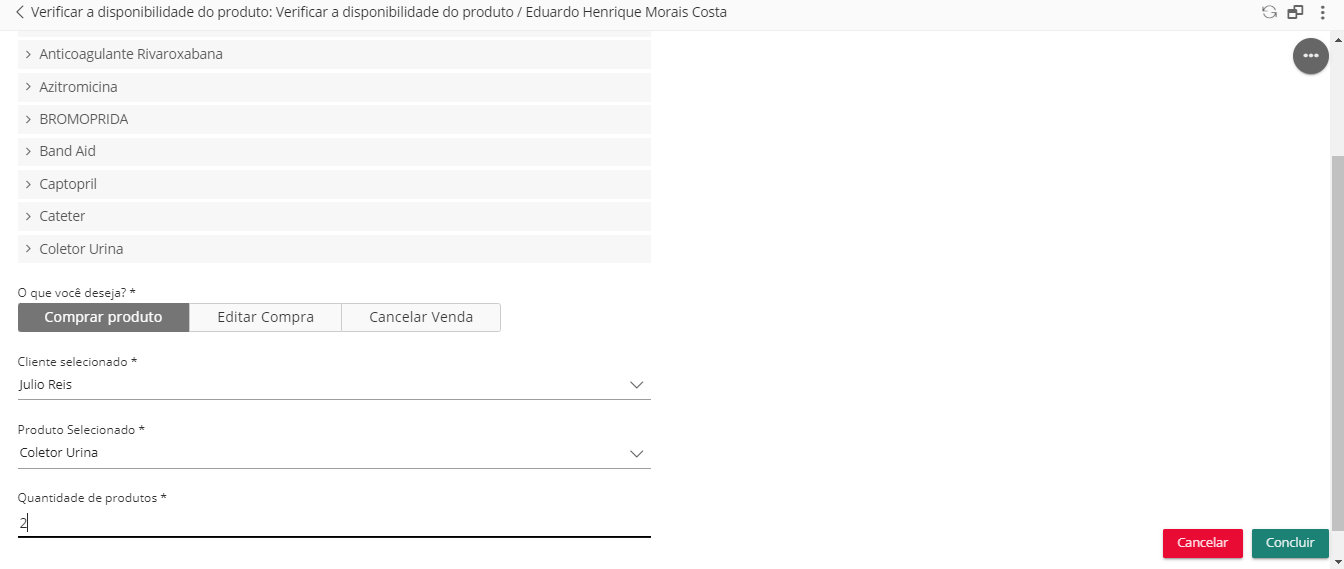 Verificar a disponibilidade do produto: Verificar a disponibilidade do produto / Eduardo Henrique Morais Costa
Anticoagulante Rivaroxabana
Azitromicina
BROMOPRIDA
Band Aid
Captopril
Cateter
Coletor Urina
O que você deseja? *
Comprar produto Editar Compra Cancelar Venda
Cliente selecionado *
Julio Reis
Produto Selecionado *
Coletor Urina
Quantidade de produtos *
2
Cancelar Concluir